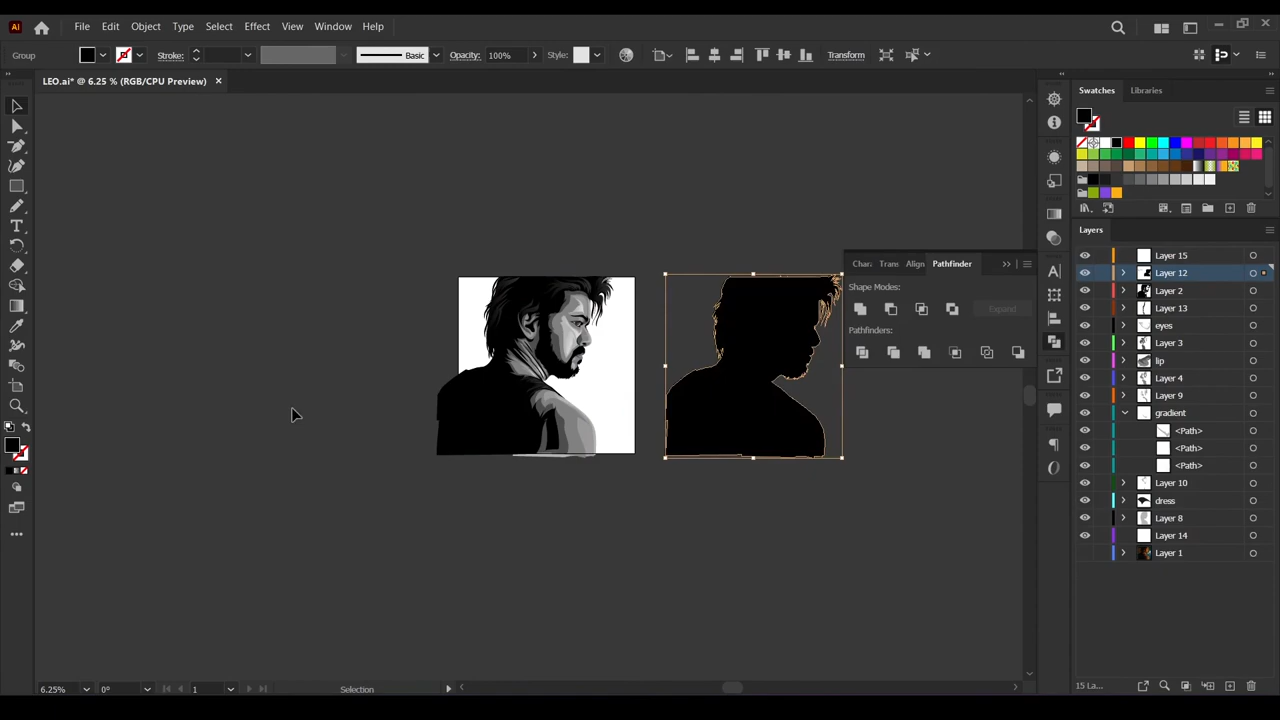 Ai File Edit Object Type Select Effect View Window Help
Group Stroke: Basic Opacity: 100% Style: Transform
LEO.ai* @ 6.25 % (RGB/CPU Preview)
Swatches Libraries
Layers
Layer 15
Layer 12
Layer 2
Layer 13
eyes
Layer 3
lip
Layer 4
Layer 9
gradient
<Path>
<Path>
<Path>
Layer 10
dress
Layer 8
Layer 14
Layer 1
Trans Align Pathfinder
Shape Modes:
Expand
Pathfinders:
6.25% 0° 1 Selection
15 La...